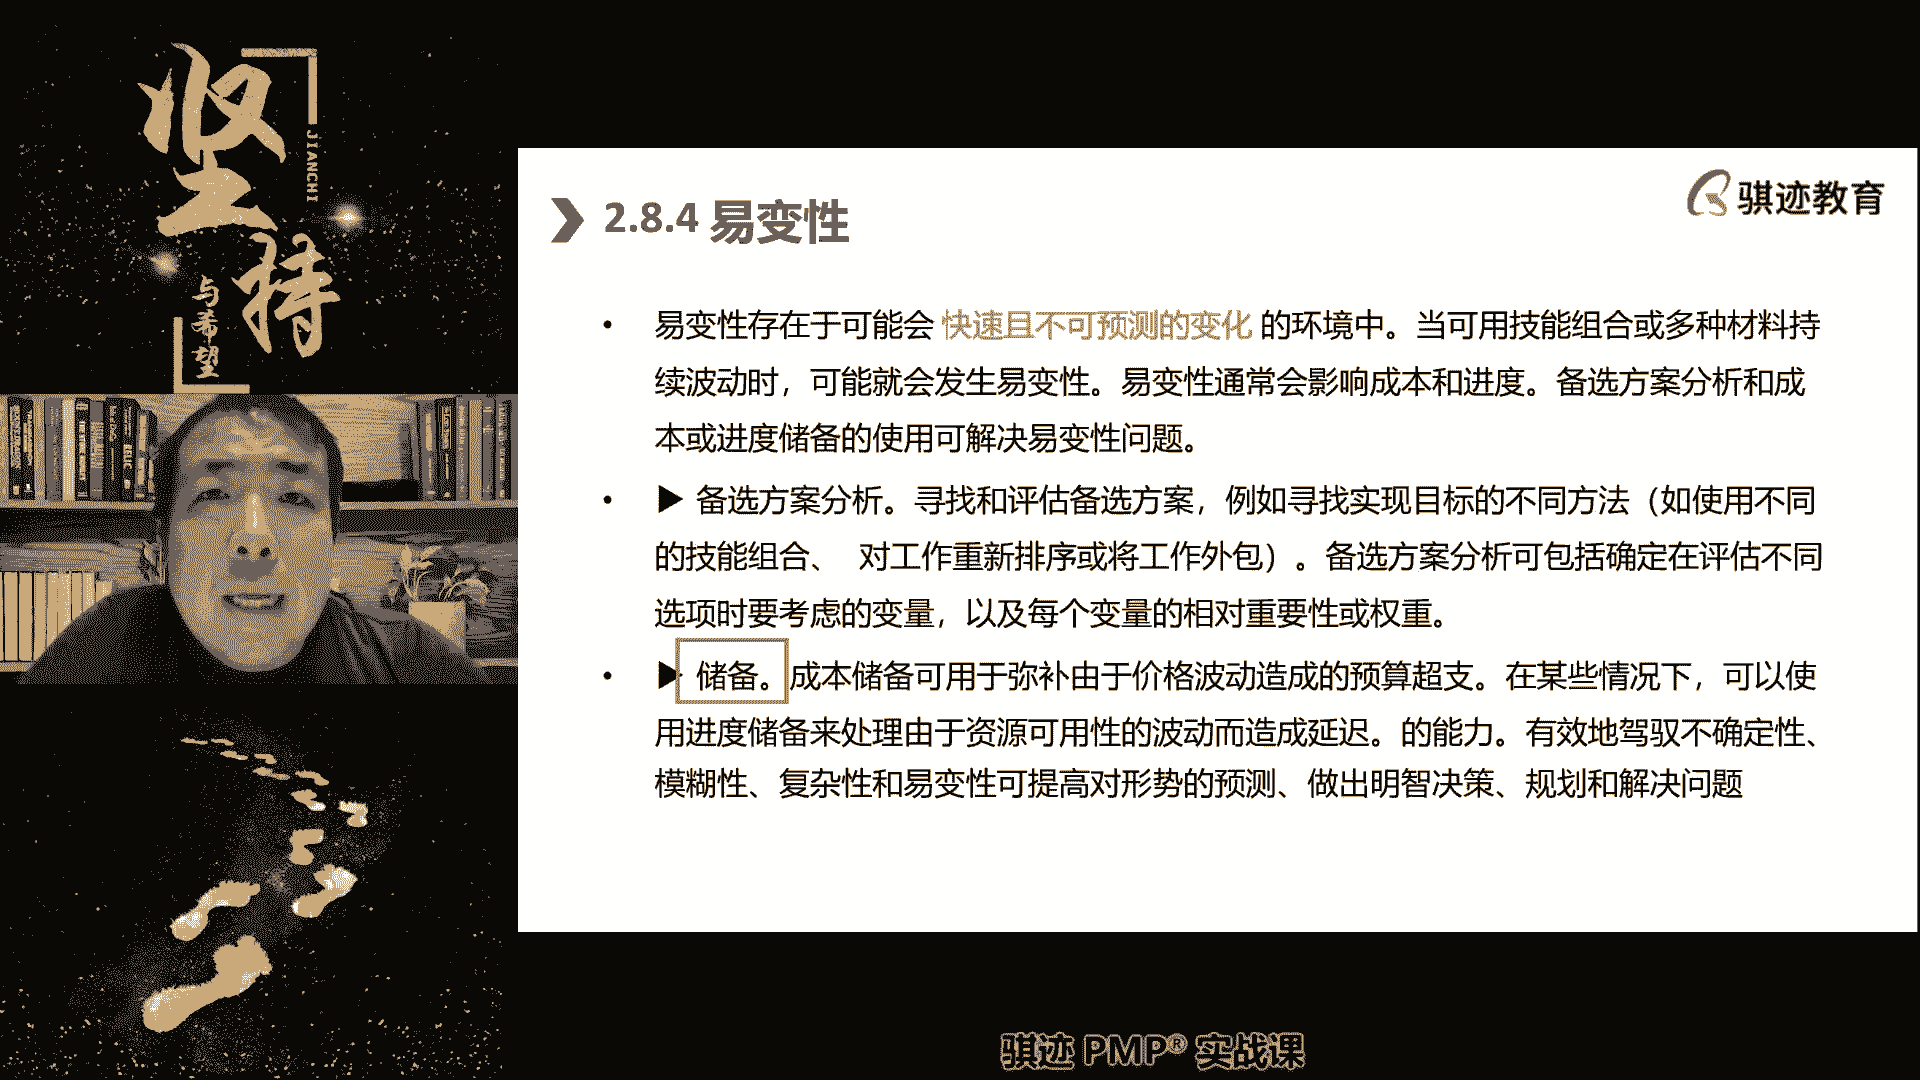 坚持
JIANCHI
与希望
骐迹教育
2.8.4 易变性
• 易变性存在于可能会 快速且不可预测的变化 的环境中。当可用技能组合或多种材料持
续波动时，可能就会发生易变性。易变性通常会影响成本和进度。备选方案分析和成
本或进度储备的使用可解决易变性问题。
• ▶ 备选方案分析。寻找和评估备选方案，例如寻找实现目标的不同方法（如使用不同
的技能组合、 对工作重新排序或将工作外包）。备选方案分析可包括确定在评估不同
选项时要考虑的变量，以及每个变量的相对重要性或权重。
• ▶ 储备。成本储备可用于弥补由于价格波动造成的预算超支。在某些情况下，可以使
用进度储备来处理由于资源可用性的波动而造成延迟。的能力。有效地驾驭不确定性、
模糊性、复杂性和易变性可提高对形势的预测、做出明智决策、规划和解决问题
骐迹 PMP® 实战课